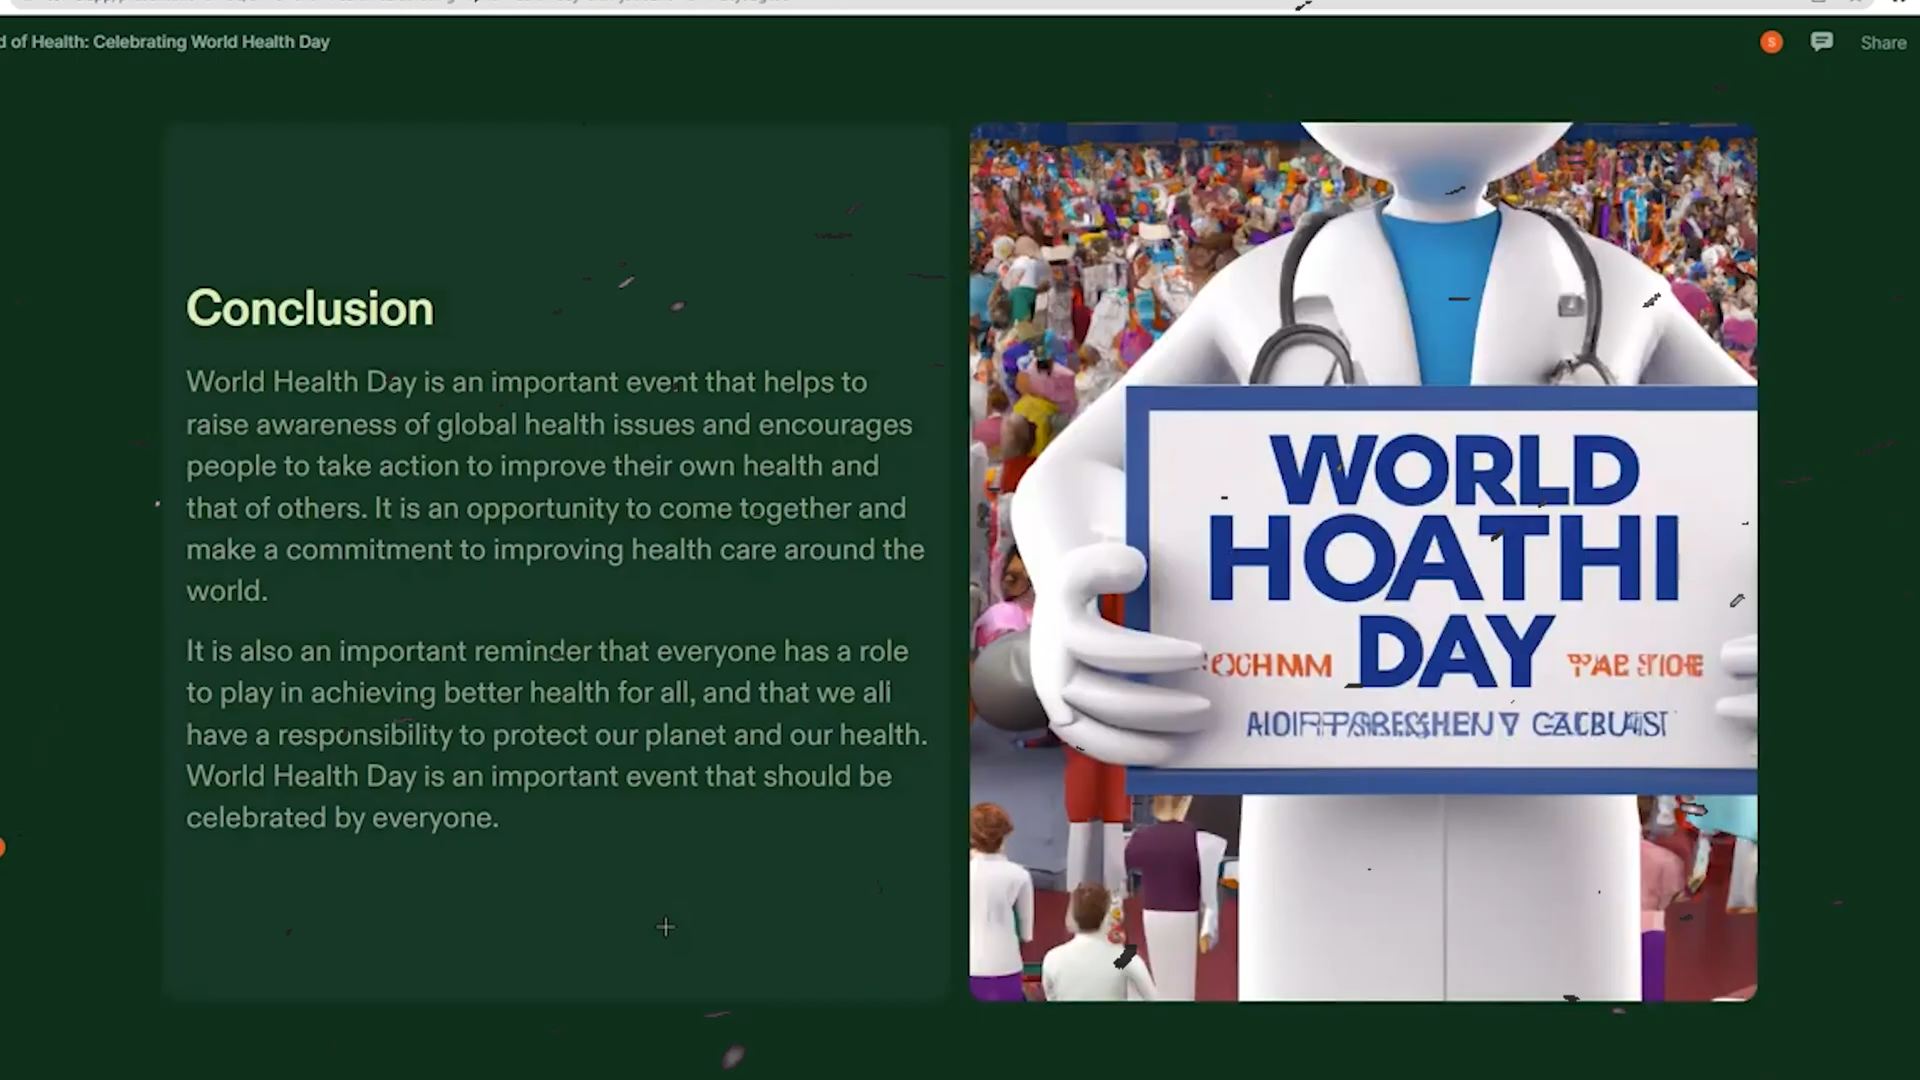 d of Health: Celebrating World Health Day
S
Share
Conclusion
World Health Day is an important event that helps to
raise awareness of global health issues and encourages
people to take action to improve their own health and
that of others. It is an opportunity to come together and
make a commitment to improving health care around the
world.
It is also an important reminder that everyone has a role
to play in achieving better health for all, and that we all
have a responsibility to protect our planet and our health.
World Health Day is an important event that should be
celebrated by everyone.
WORLD
HOATHI
DAY